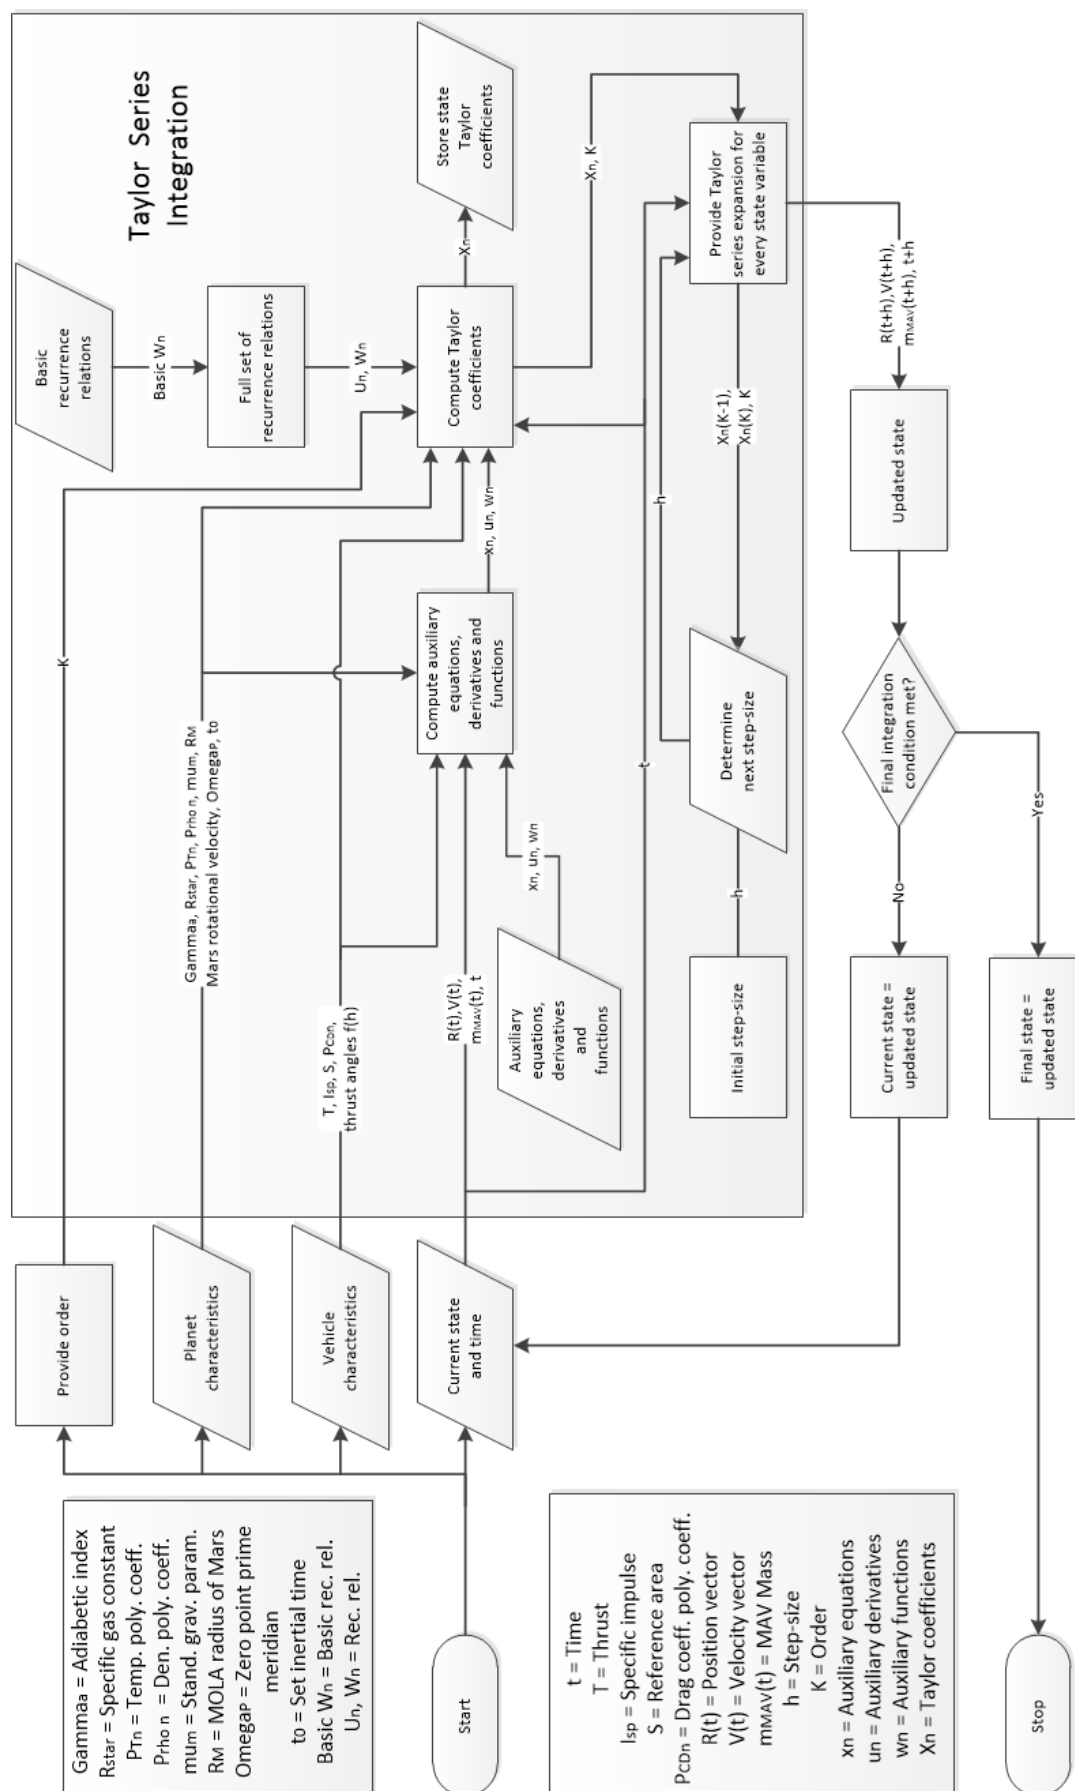 Taylor Series
Integration
Basic
recurrence
relations
Basic Wn
Full set of
recurrence relations
Un, Wn
Store state
Taylor
coefficients
Xn
Compute Taylor
coefficients
Xn, K
K
Provide order
Gammaa, Rstar, PTn, Prho n, mum, RM
Mars rotational velocity, OmegaP, to
Planet
characteristics
Compute auxiliary
equations,
derivatives and
functions
xn, un, wn
T, Isp, S, PCDn,
thrust angles f(h)
Vehicle
characteristics
R(t),V(t),
mMAV(t), t
Current state
and time
xn, un, wn
Auxiliary
equations,
derivatives
and
functions
t
Provide Taylor
series expansion for
every state variable
h
Xn(K-1),
Xn(K), K
Determine
next step-size
h
Initial step-size
R(t+h),V(t+h),
mMAV(t+h), t+h
Updated state
Final integration
condition met?
No
Current state =
updated state
Yes
Final state =
updated state
Start
Stop
Gammaa = Adiabetic index
Rstar = Specific gas constant
PTn = Temp. poly. coeff.
Prho n = Den. poly. coeff.
mum = Stand. grav. param.
RM = MOLA radius of Mars
OmegaP = Zero point prime
meridian
to = Set inertial time
Basic Wn = Basic rec. rel.
Un, Wn = Rec. rel.
t = Time
T = Thrust
Isp = Specific impulse
S = Reference area
PCDn = Drag coeff. poly. coeff.
R(t) = Position vector
V(t) = Velocity vector
mMAV(t) = MAV Mass
h = Step-size
K = Order
xn = Auxiliary equations
un = Auxiliary derivatives
wn = Auxiliary functions
Xn = Taylor coefficients